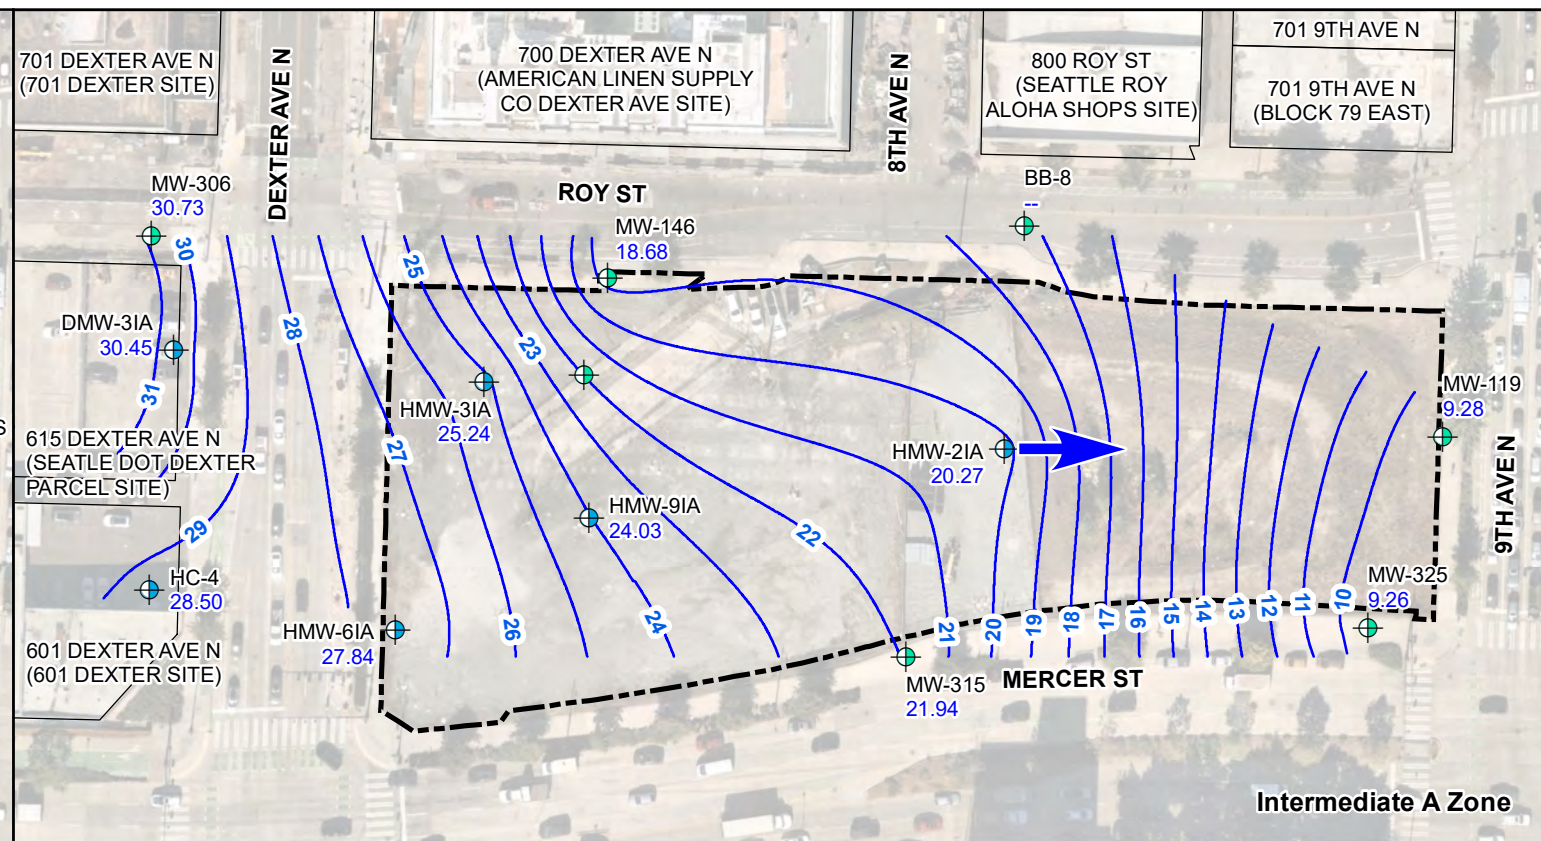 701 DEXTER AVE N
(701 DEXTER SITE)
DEXTER AVE N
700 DEXTER AVE N
(AMERICAN LINEN SUPPLY
CO DEXTER AVE SITE)
8TH AVE N
800 ROY ST
(SEATTLE ROY
ALOHA SHOPS SITE)
701 9TH AVE N
701 9TH AVE N
(BLOCK 79 EAST)
MW-306
30.73
ROY ST
BB-8
--
MW-146
18.68
30
25
DMW-3IA
30.45
28
23
31
HMW-3IA
25.24
MW-119
9.28
S
615 DEXTER AVE N
(SEATLE DOT DEXTER
PARCEL SITE)
27
HMW-2IA
20.27
9TH AVE N
29
HMW-9IA
24.03
22
HC-4
28.50
MW-325
9.26
HMW-6IA
27.84
26
24
21
20
19
18
17
16
15
14
13
12
11
10
601 DEXTER AVE N
(601 DEXTER SITE)
MW-315
21.94
MERCER ST
Intermediate A Zone